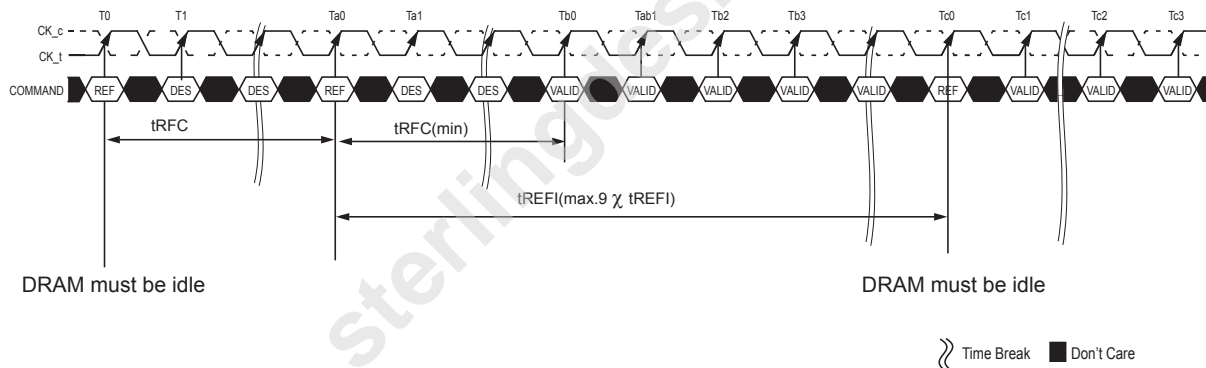 T0 T1 Ta0 Ta1 Tb0 Tab1 Tb2 Tb3 Tc0 Tc1 Tc2 Tc3
CK_c
CK_t
COMMAND REF DES DES REF DES DES VALID VALID VALID VALID VALID REF VALID VALID VALID
tRFC
tRFC(min)
tREFI(max.9 χ tREFI)
DRAM must be idle DRAM must be idle
Time Break Don't Care